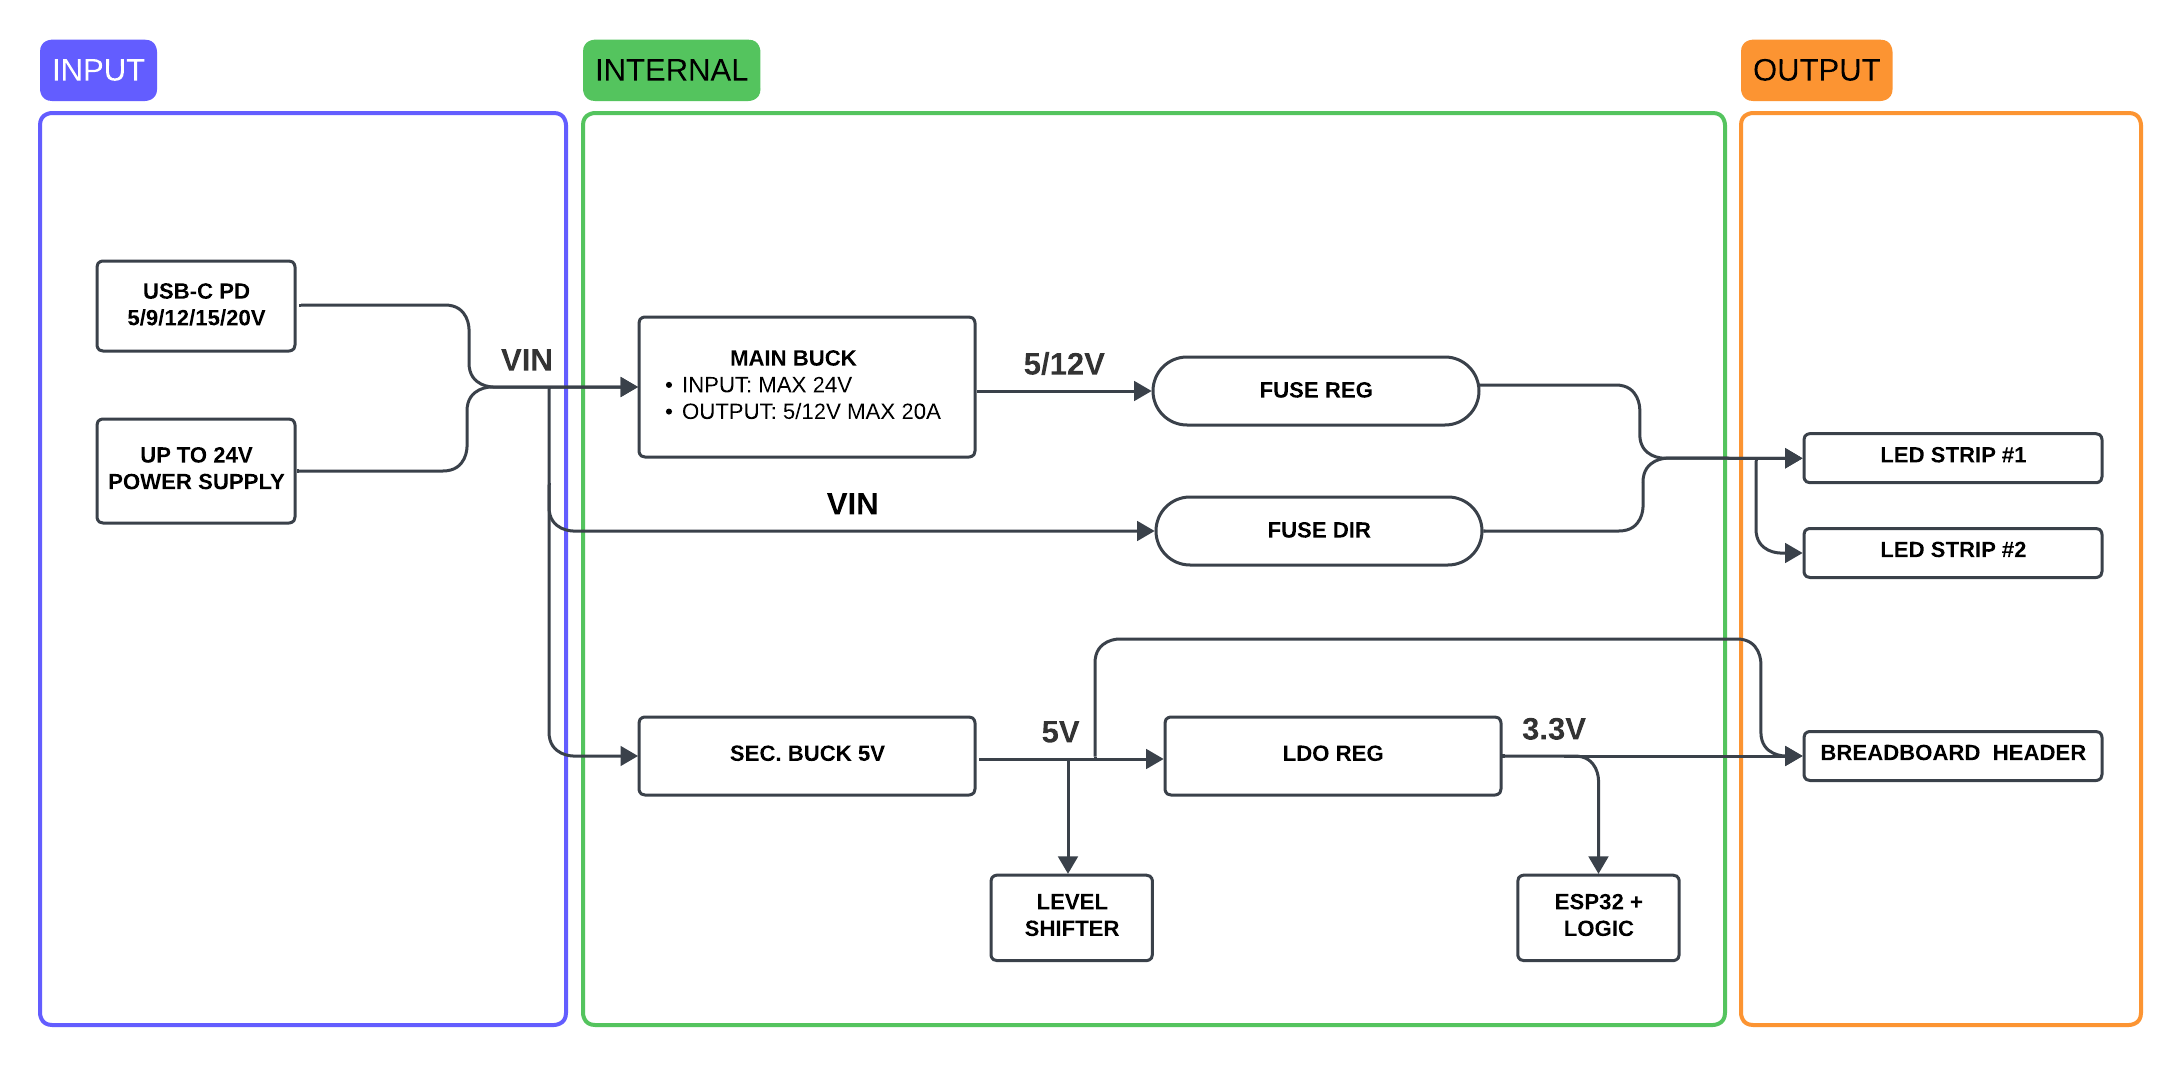 INPUT
INTERNAL
OUTPUT
USB-C PD
5/9/12/15/20V
UP TO 24V
POWER SUPPLY
VIN
MAIN BUCK
• INPUT: MAX 24V
• OUTPUT: 5/12V MAX 20A
5/12V
FUSE REG
VIN
FUSE DIR
LED STRIP #1
LED STRIP #2
SEC. BUCK 5V
5V
LDO REG
3.3V
BREADBOARD HEADER
LEVEL
SHIFTER
ESP32 +
LOGIC